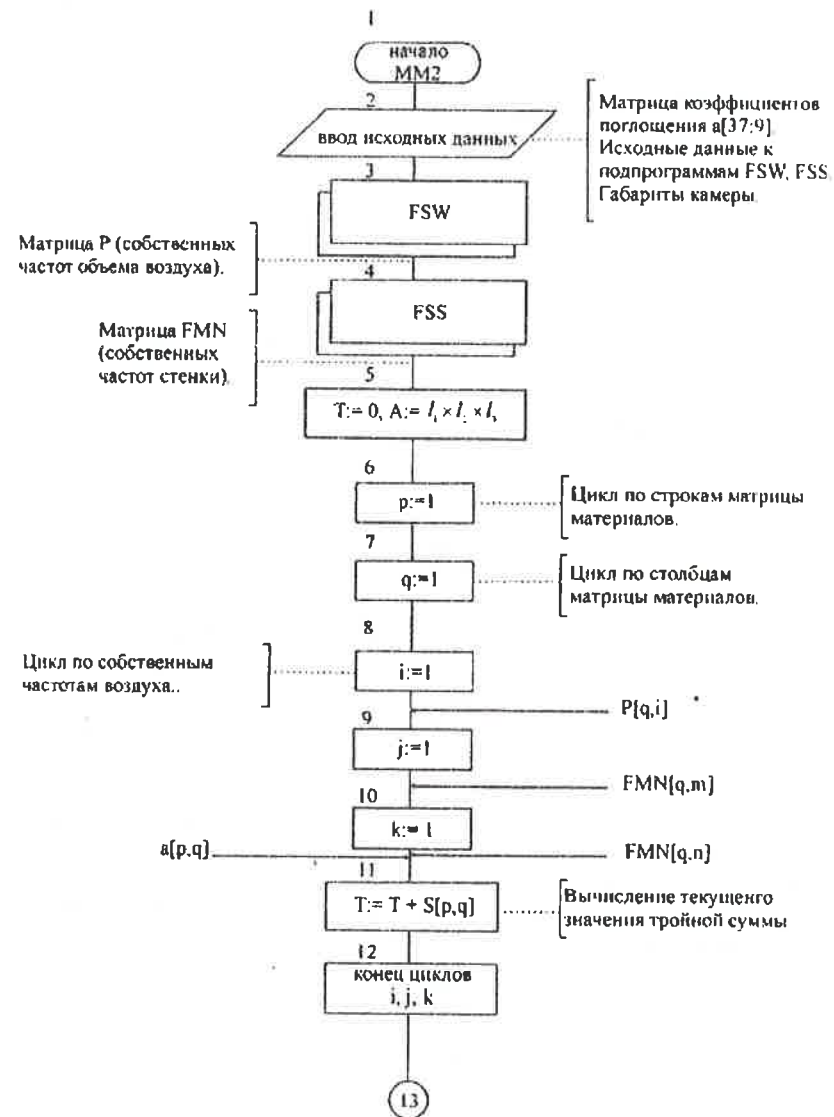 1
начало
ММ2
2
ввод исходных данных
Матрица коэффициентов
поглощения a[37:9]
Исходные данные к
подпрограммам FSW, FSS
Габариты камеры.
3
FSW
Матрица P (собственных
частот объема воздуха).
4
FSS
Матрица FMN
(собственных
частот стенки).
5
T:= 0, A:= l₁ × l₂ × l₃
6
p:=1
Цикл по строкам матрицы
материалов.
7
q:=1
Цикл по столбцам
матрицы материалов.
8
i:=1
Цикл по собственным
частотам воздуха..
P[q,i]
9
j:=1
FMN[q,m]
10
k:= 1
a[p,q]
FMN[q,n]
11
T:= T + S[p,q]
Вычисление текущенго
значения тройной суммы
12
конец циклов
i, j, k
13